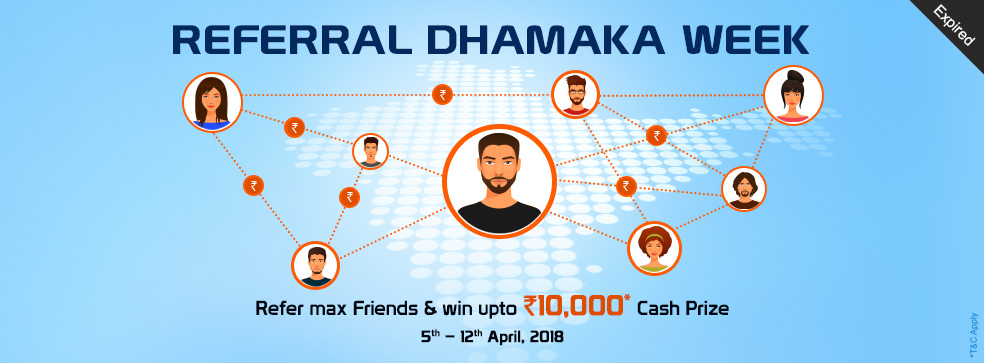 REFERRAL DHAMAKA WEEK
Expired
₹
₹
₹
₹
₹
₹
Refer max Friends & win upto ₹10,000* Cash Prize
5th – 12th April, 2018
*T&C Apply